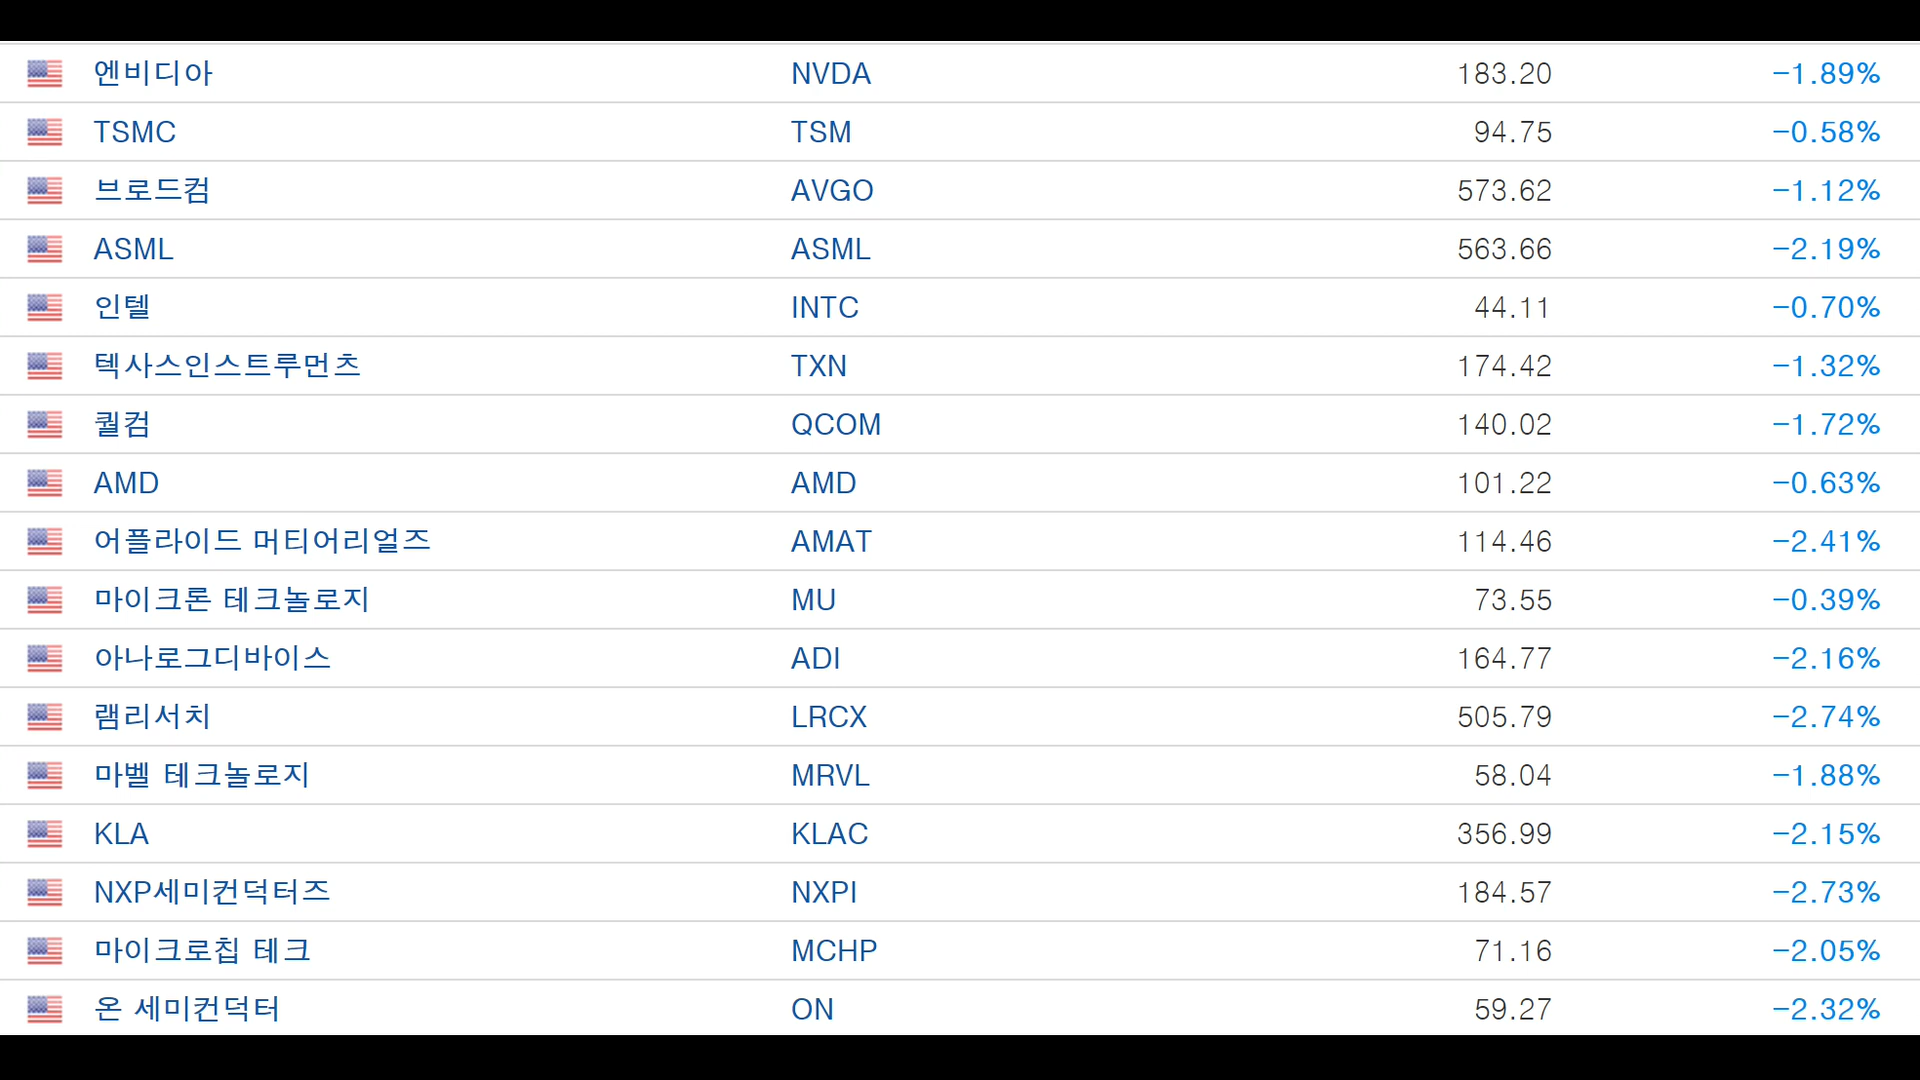 엔비디아 NVDA 183.20 -1.89%
TSMC TSM 94.75 -0.58%
브로드컴 AVGO 573.62 -1.12%
ASML ASML 563.66 -2.19%
인텔 INTC 44.11 -0.70%
텍사스인스트루먼츠 TXN 174.42 -1.32%
퀄컴 QCOM 140.02 -1.72%
AMD AMD 101.22 -0.63%
어플라이드 머티어리얼즈 AMAT 114.46 -2.41%
마이크론 테크놀로지 MU 73.55 -0.39%
아나로그디바이스 ADI 164.77 -2.16%
램리서치 LRCX 505.79 -2.74%
마벨 테크놀로지 MRVL 58.04 -1.88%
KLA KLAC 356.99 -2.15%
NXP세미컨덕터즈 NXPI 184.57 -2.73%
마이크로칩 테크 MCHP 71.16 -2.05%
온 세미컨덕터 ON 59.27 -2.32%